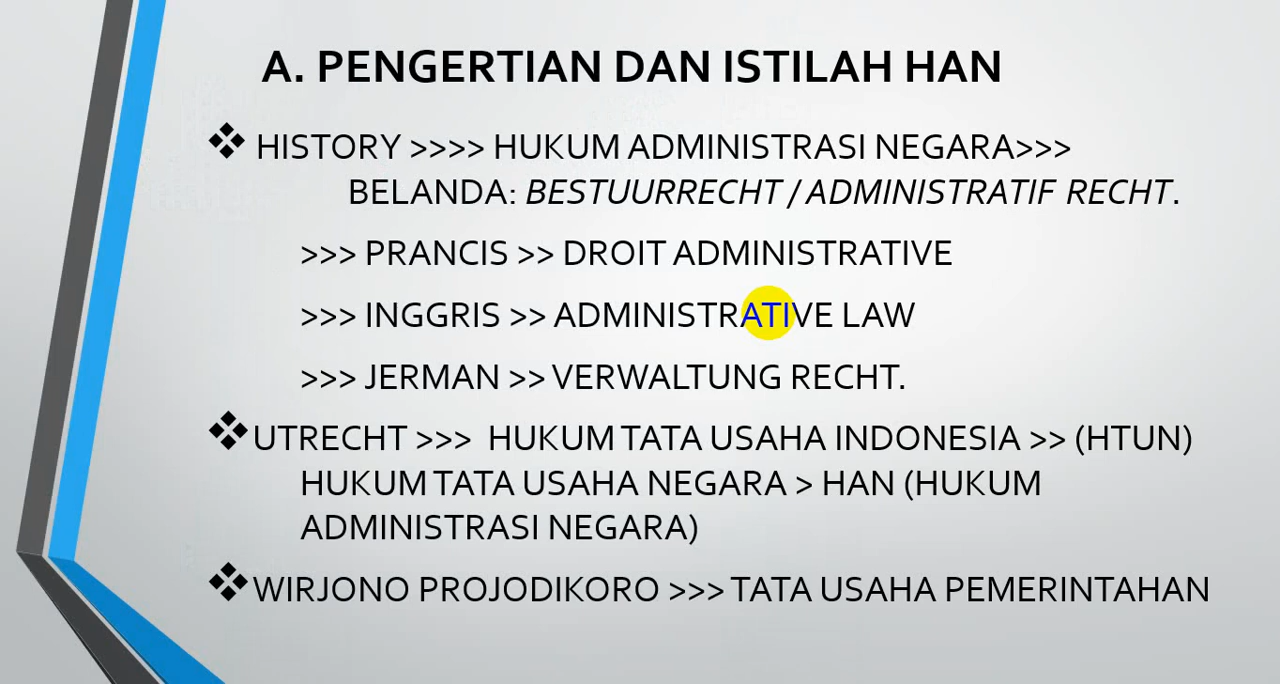 A. PENGERTIAN DAN ISTILAH HAN
❖ HISTORY >>>> HUKUM ADMINISTRASI NEGARA>>>
BELANDA: BESTUURRECHT / ADMINISTRATIF RECHT.
>>> PRANCIS >> DROIT ADMINISTRATIVE
>>> INGGRIS >> ADMINISTRATIVE LAW
>>> JERMAN >> VERWALTUNG RECHT.
❖ UTRECHT >>> HUKUM TATA USAHA INDONESIA >> (HTUN)
HUKUM TATA USAHA NEGARA > HAN (HUKUM
ADMINISTRASI NEGARA)
❖ WIRJONO PROJODIKORO >>> TATA USAHA PEMERINTAHAN